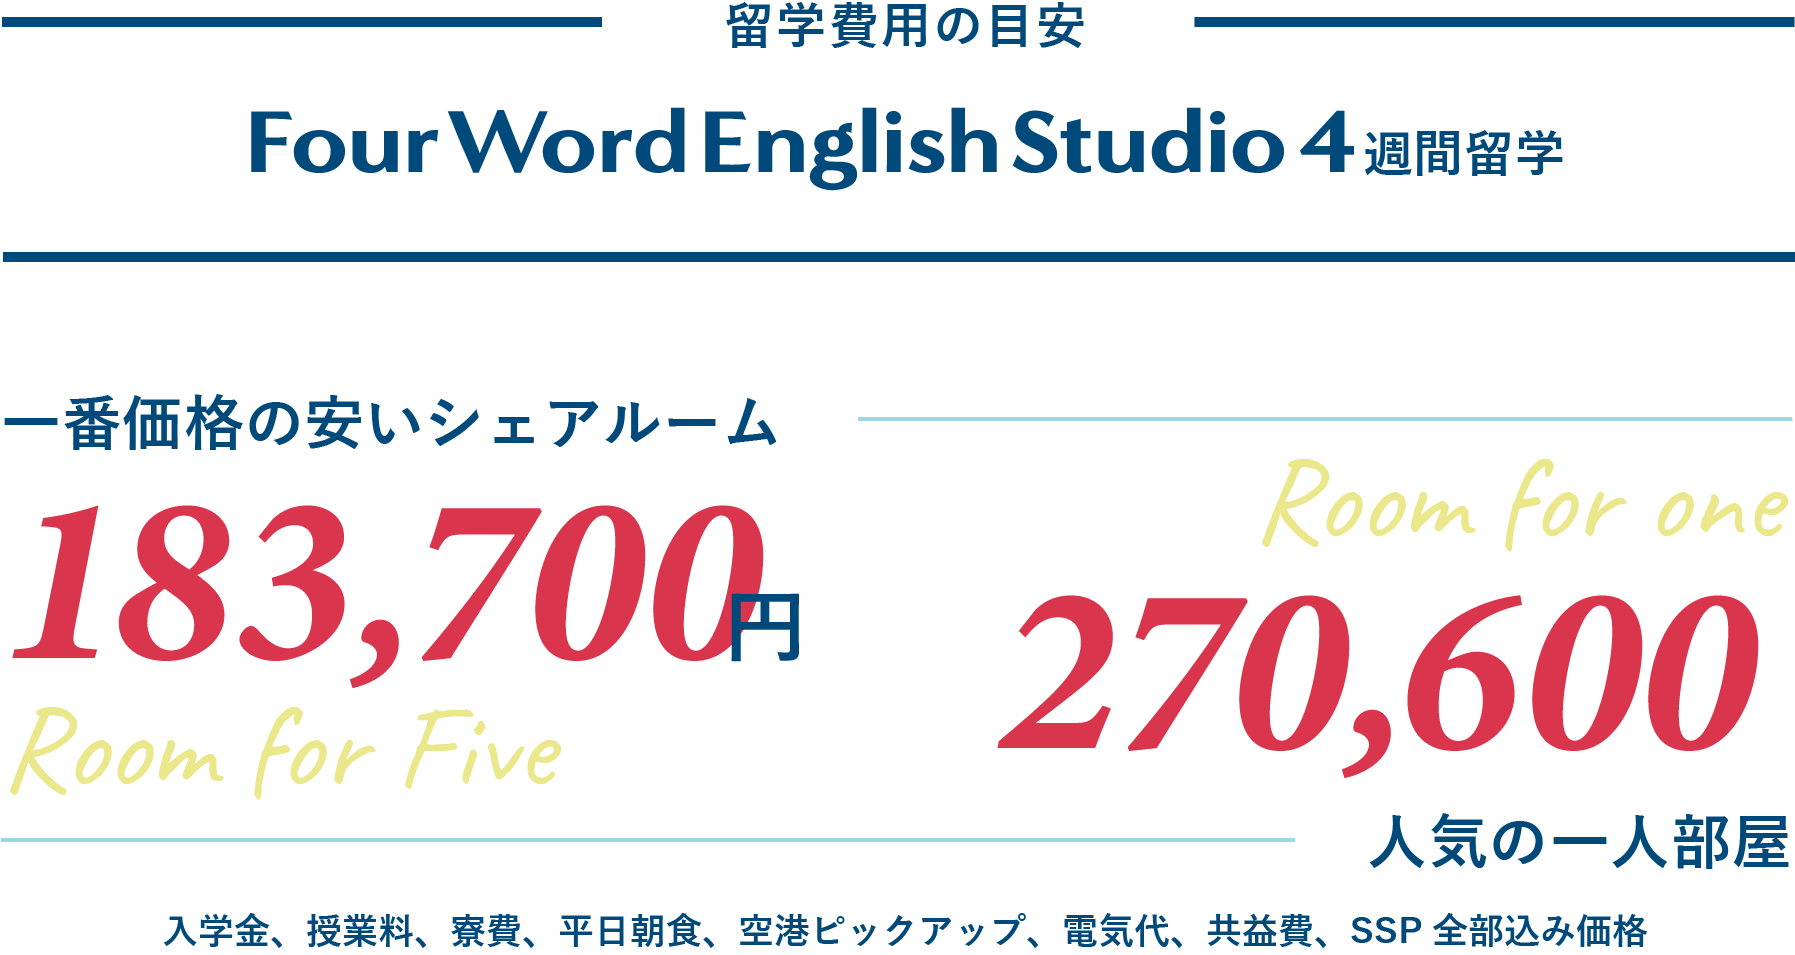 留学費用の目安
Four Word English Studio 4週間留学
一番価格の安いシェアルーム
183,700円
Room for Five
Room for one
270,600
人気の一人部屋
入学金、授業料、寮費、平日朝食、空港ピックアップ、電気代、共益費、SSP 全部込み価格